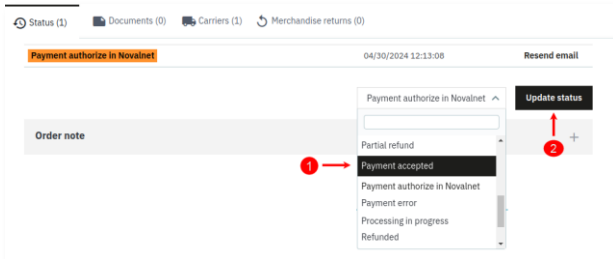 Status (1) Documents (0) Carriers (1) Merchandise returns (0)
Payment authorize in Novalnet 04/30/2024 12:13:08 Resend email
Payment authorize in Novalnet Update status
Order note
Partial refund
2
1 Payment accepted
Payment authorize in Novalnet
Payment error
Processing in progress
Refunded